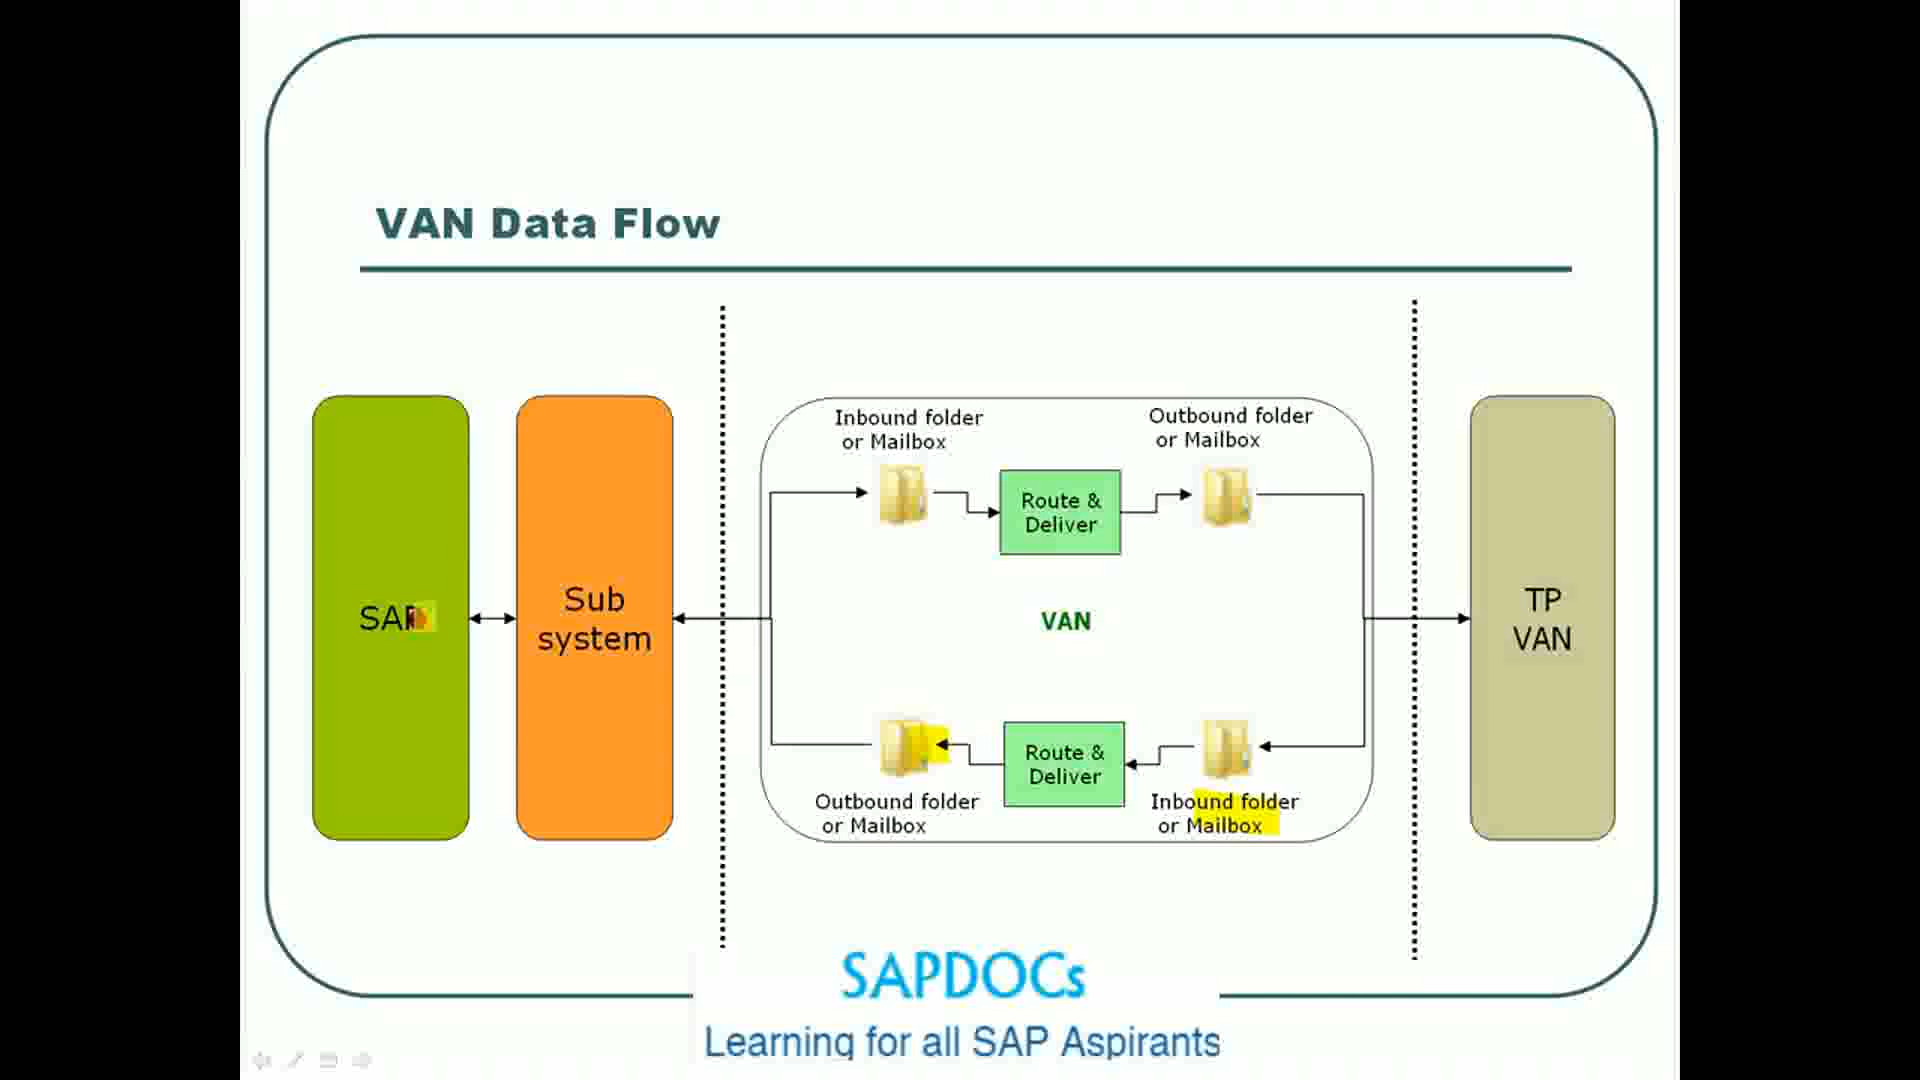 VAN Data Flow
Inbound folder
or Mailbox
Outbound folder
or Mailbox
Route &
Deliver
SAP
Sub
system
VAN
TP
VAN
Route &
Deliver
Outbound folder
or Mailbox
Inbound folder
or Mailbox
SAPDOCs
Learning for all SAP Aspirants